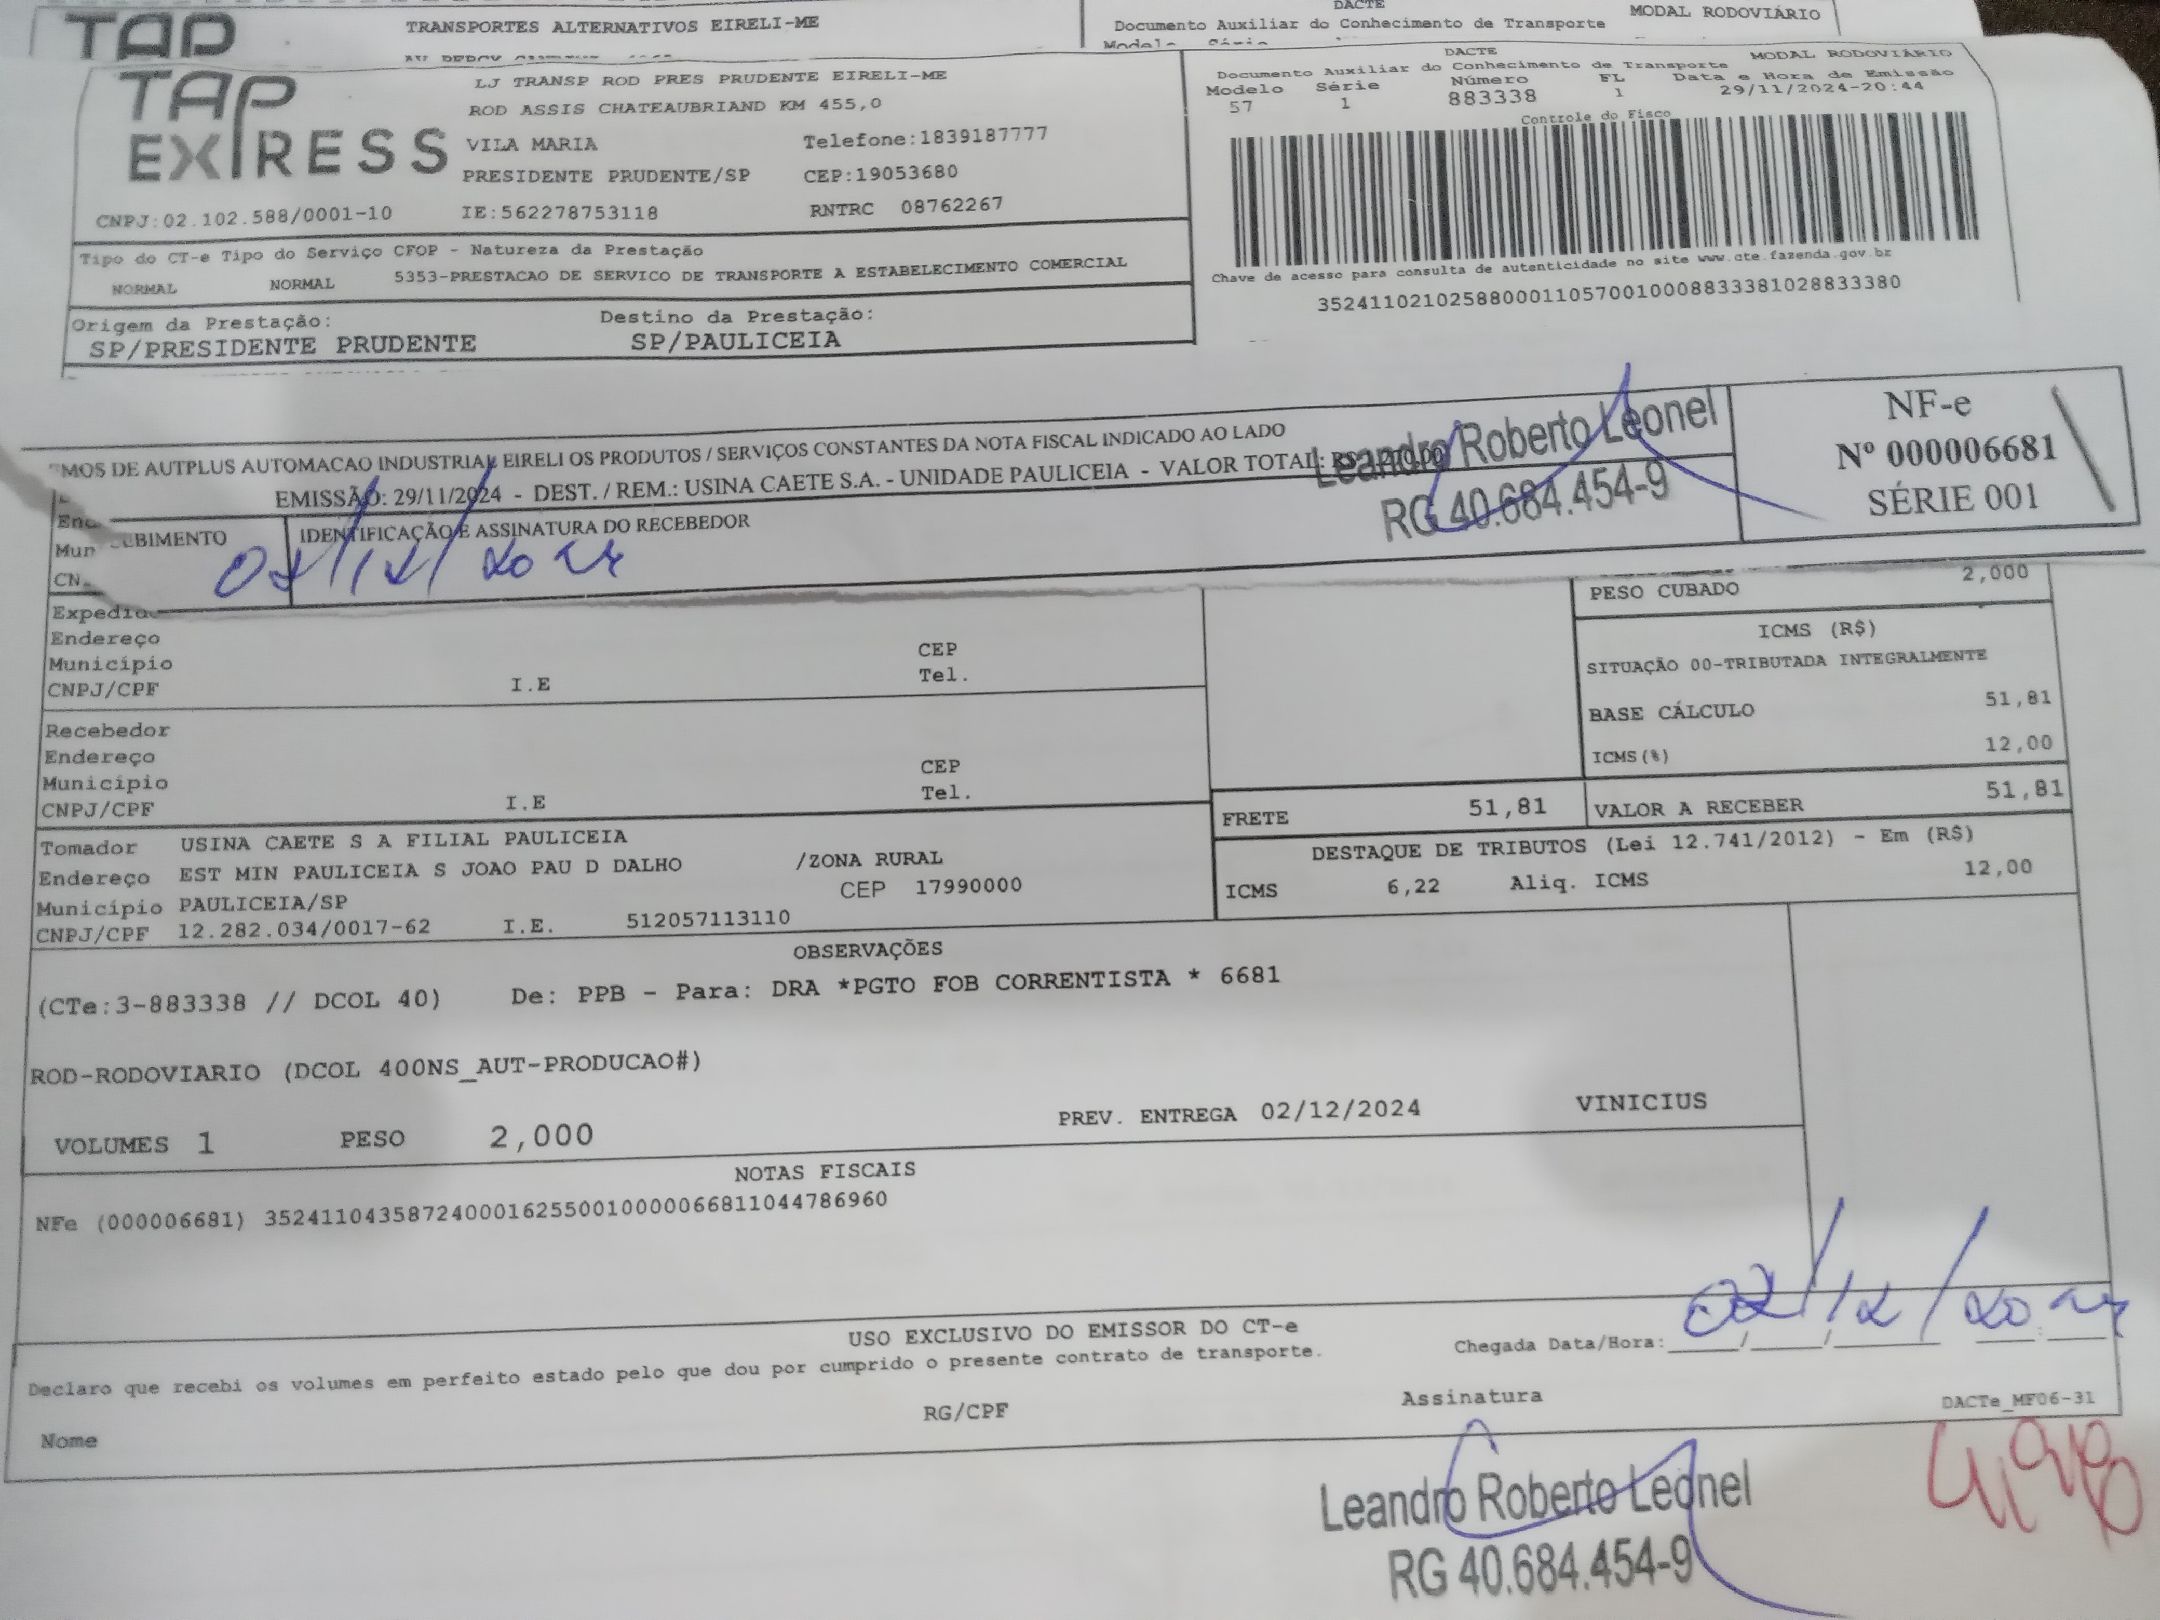 TAP
TRANSPORTES ALTERNATIVOS EIRELI-ME
DACTE
Documento Auxiliar do Conhecimento de Transporte
MODAL RODOVIÁRIO
Modelo Série
TAP EXPRESS
LJ TRANSP ROD PRES PRUDENTE EIRELI-ME
ROD ASSIS CHATEAUBRIAND KM 455,0
VILA MARIA Telefone:1839187777
PRESIDENTE PRUDENTE/SP CEP:19053680
CNPJ:02.102.588/0001-10 IE:562278753118 RNTRC 08762267
DACTE MODAL RODOVIÁRIO
Documento Auxiliar do Conhecimento de Transporte
Modelo Série Número FL Data e Hora de Emissão
57 1 883338 1 29/11/2024-20:44
Controle do Fisco
Chave de acesso para consulta de autenticidade no site www.cte.fazenda.gov.br
35241102102588000110570010008833381028833380
Tipo do CT-e Tipo do Serviço CFOP - Natureza da Prestação
NORMAL NORMAL 5353-PRESTACAO DE SERVICO DE TRANSPORTE A ESTABELECIMENTO COMERCIAL
Origem da Prestação: Destino da Prestação:
SP/PRESIDENTE PRUDENTE SP/PAULICEIA
MOS DE AUTPLUS AUTOMACAO INDUSTRIAL EIRELI OS PRODUTOS / SERVIÇOS CONSTANTES DA NOTA FISCAL INDICADO AO LADO
EMISSÃO: 29/11/2024 - DEST. / REM.: USINA CAETE S.A. - UNIDADE PAULICEIA - VALOR TOTAL:
Leandro Roberto Leonel
RG 40.684.454-9
NF-e
Nº 000006681
SÉRIE 001
EBIMENTO IDENTIFICAÇÃO E ASSINATURA DO RECEBEDOR
02/12/2024
Mun
CN
PESO CUBADO 2,000
Endereço
Município CEP
CNPJ/CPF I.E Tel.
ICMS (R$)
SITUAÇÃO 00-TRIBUTADA INTEGRALMENTE
BASE CÁLCULO 51,81
ICMS(%) 12,00
Recebedor
Endereço
Município CEP
CNPJ/CPF I.E Tel.
FRETE 51,81 VALOR A RECEBER 51,81
Tomador USINA CAETE S A FILIAL PAULICEIA
Endereço EST MIN PAULICEIA S JOAO PAU D DALHO /ZONA RURAL
Município PAULICEIA/SP CEP 17990000
CNPJ/CPF 12.282.034/0017-62 I.E. 512057113110
DESTAQUE DE TRIBUTOS (Lei 12.741/2012) - Em (R$)
ICMS 6,22 Aliq. ICMS 12,00
OBSERVAÇÕES
(CTe:3-883338 // DCOL 40) De: PPB - Para: DRA *PGTO FOB CORRENTISTA * 6681
ROD-RODOVIARIO (DCOL 400NS_AUT-PRODUCAO#)
VOLUMES 1 PESO 2,000 PREV. ENTREGA 02/12/2024 VINICIUS
NOTAS FISCAIS
NFe (000006681) 35241104358724000162550010000066811044786960
USO EXCLUSIVO DO EMISSOR DO CT-e
Declaro que recebi os volumes em perfeito estado pelo que dou por cumprido o presente contrato de transporte.
Chegada Data/Hora: 02/12/2024
Nome RG/CPF Assinatura DACTe_MF06-31
Leandro Roberto Leonel
RG 40.684.454-9